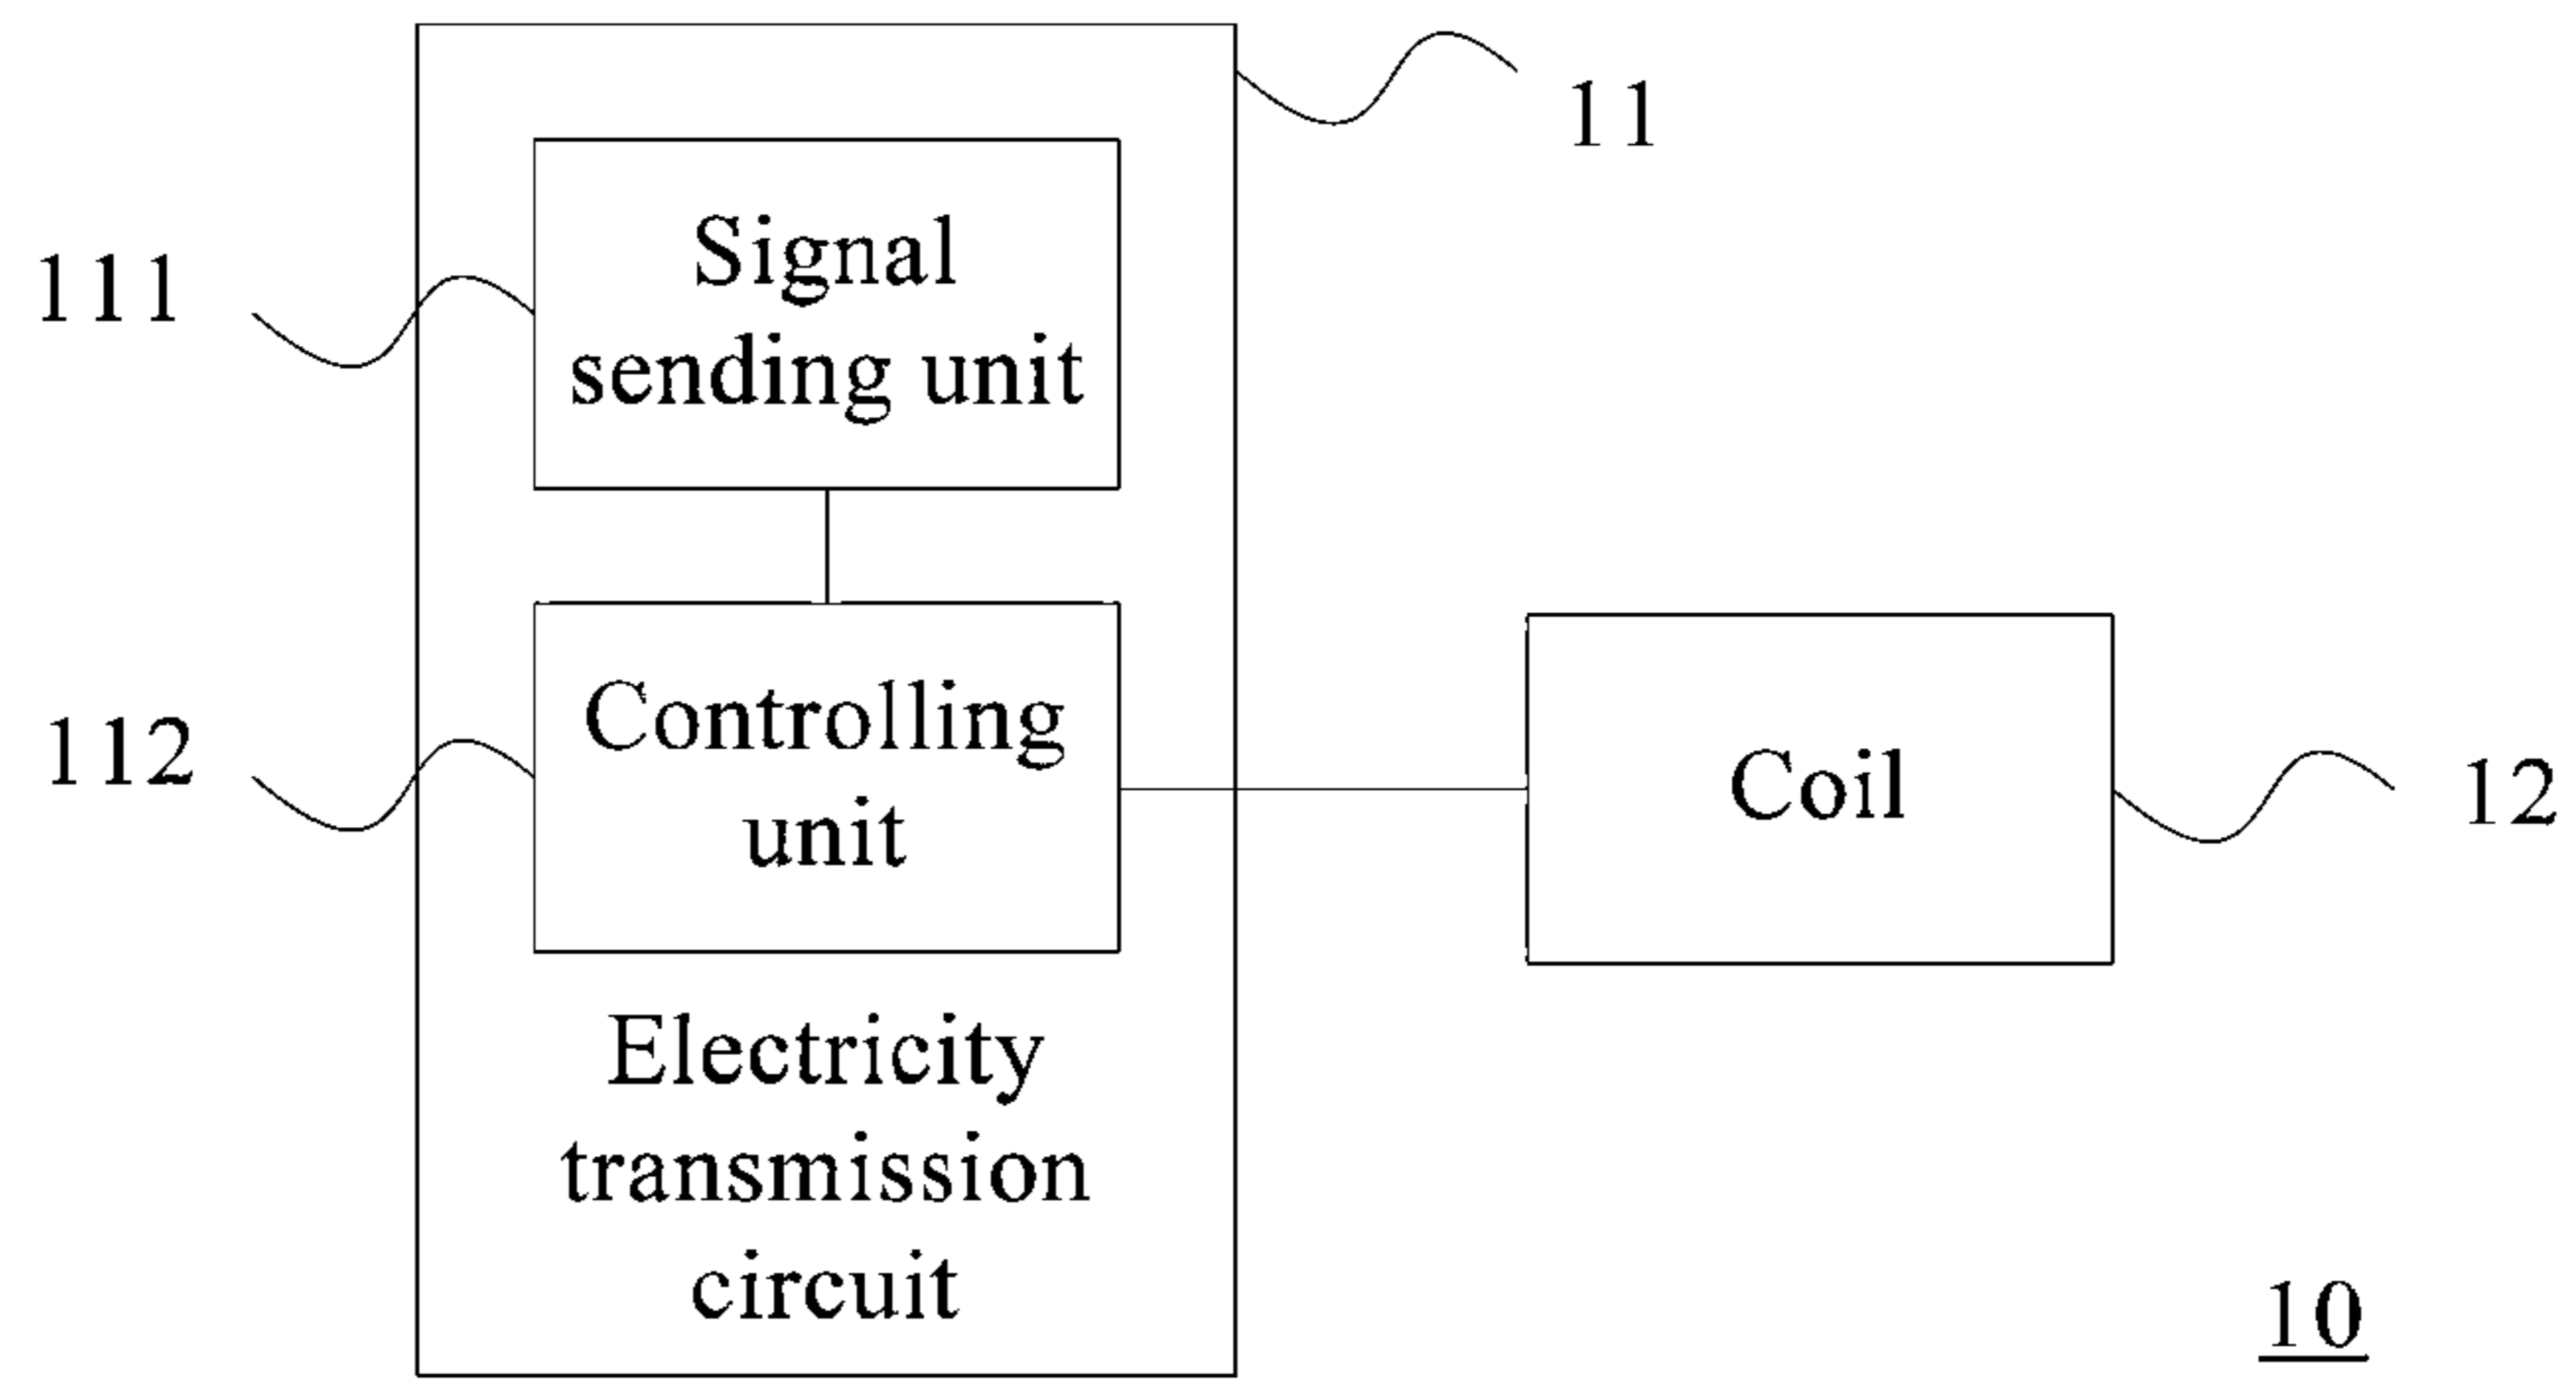 11
111
Signal
sending unit
112
Controlling
unit
Coil
12
Electricity
transmission
circuit
10